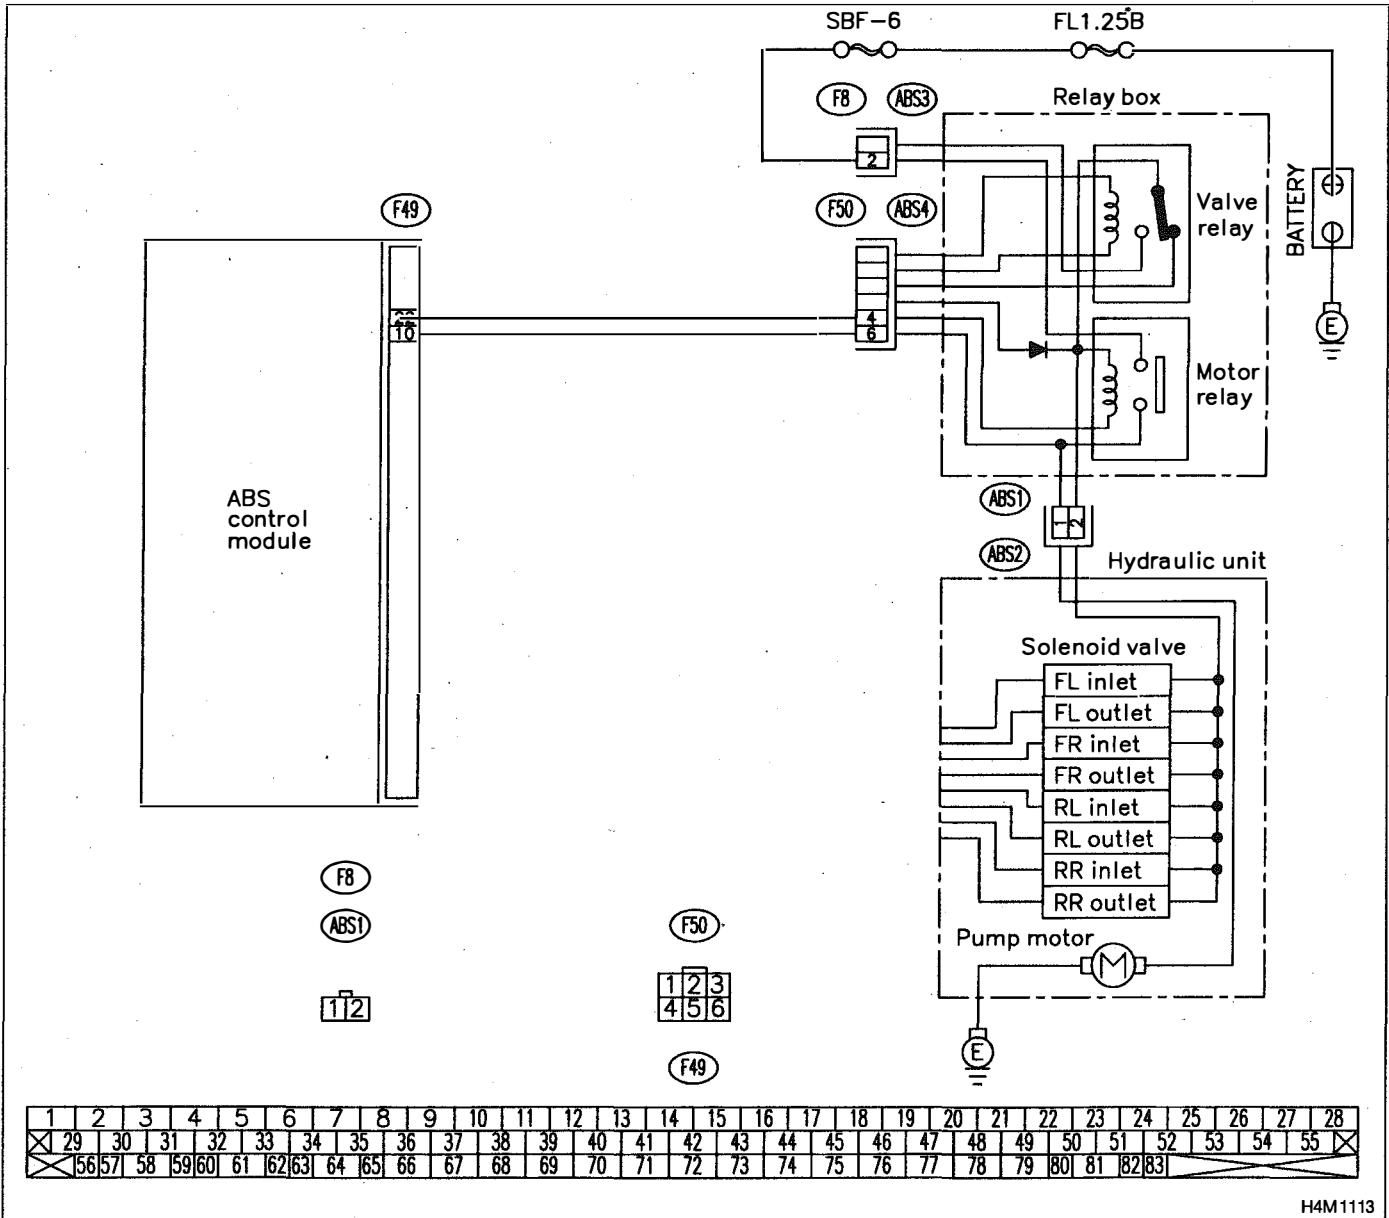 SBF-6 FL1.25B
F8 ABS3 Relay box
2
F49 F50 ABS4
Valve
relay
BATTERY
E
22 4
10 6
Motor
relay
ABS
control
module
ABS1
1 2
ABS2
Hydraulic unit
Solenoid valve
FL inlet
FL outlet
FR inlet
FR outlet
RL inlet
RL outlet
RR inlet
RR outlet
F8
ABS1 F50
Pump motor
M
1 2 3
1 2 4 5 6
E
F49
1 2 3 4 5 6 7 8 9 10 11 12 13 14 15 16 17 18 19 20 21 22 23 24 25 26 27 28
29 30 31 32 33 34 35 36 37 38 39 40 41 42 43 44 45 46 47 48 49 50 51 52 53 54 55
56 57 58 59 60 61 62 63 64 65 66 67 68 69 70 71 72 73 74 75 76 77 78 79 80 81 82 83
H4M1113